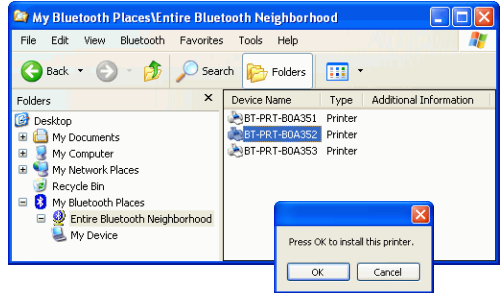 My Bluetooth Places\Entire Bluetooth Neighborhood
File Edit View Bluetooth Favorites Tools Help
Back Search Folders
Folders
Desktop
My Documents
My Computer
My Network Places
Recycle Bin
My Bluetooth Places
Entire Bluetooth Neighborhood
My Device
Device Name Type Additional Information
BT-PRT-B0A351 Printer
BT-PRT-B0A352 Printer
BT-PRT-B0A353 Printer
Press OK to install this printer.
OK Cancel